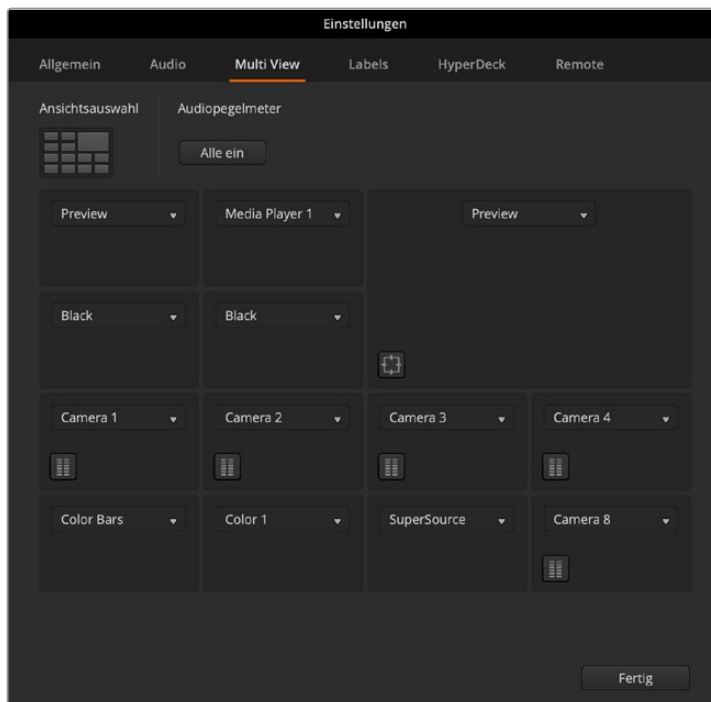 Einstellungen
Allgemein Audio Multi View Labels HyperDeck Remote
Ansichtsauswahl Audiopegelmeter
Alle ein
Preview Media Player 1 Preview
Black Black
Camera 1 Camera 2 Camera 3 Camera 4
Color Bars Color 1 SuperSource Camera 8
Fertig